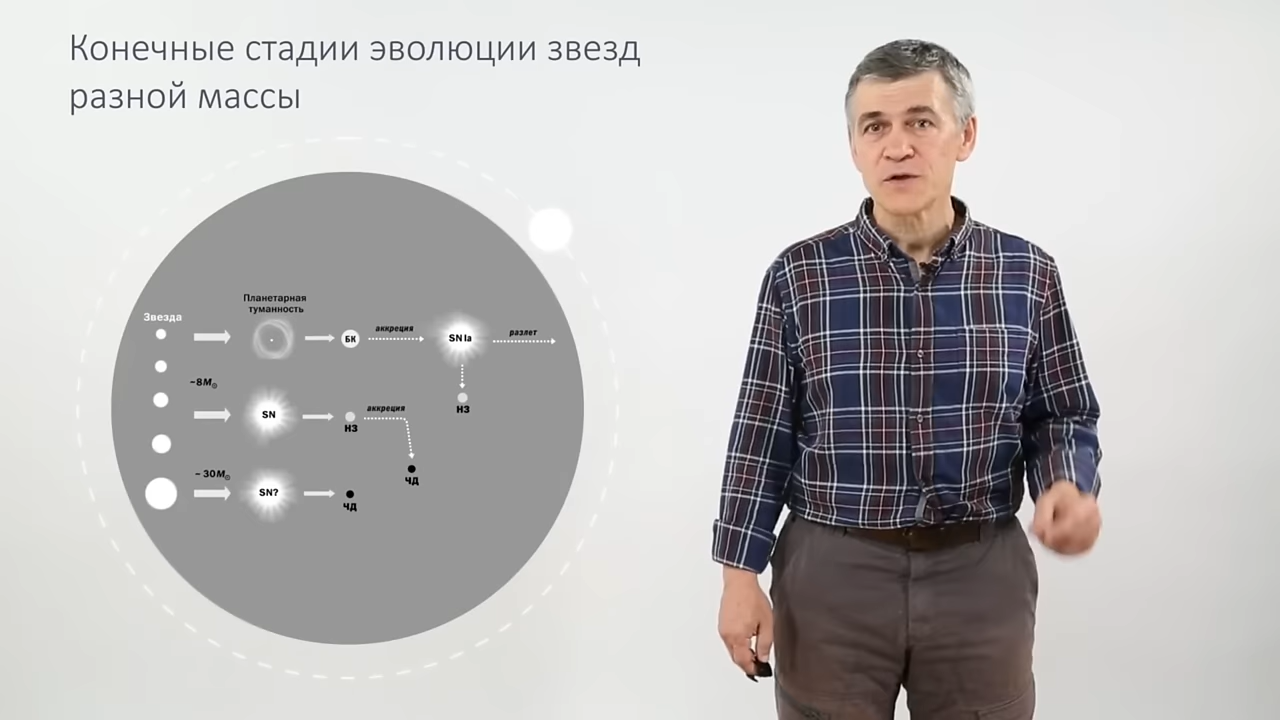 Конечные стадии эволюции звезд
разной массы
Планетарная
туманность
Звезда
БК
аккреция
SN Ia
разлет
~8M☉
SN
НЗ
аккреция
НЗ
~30M☉
SN?
ЧД
ЧД